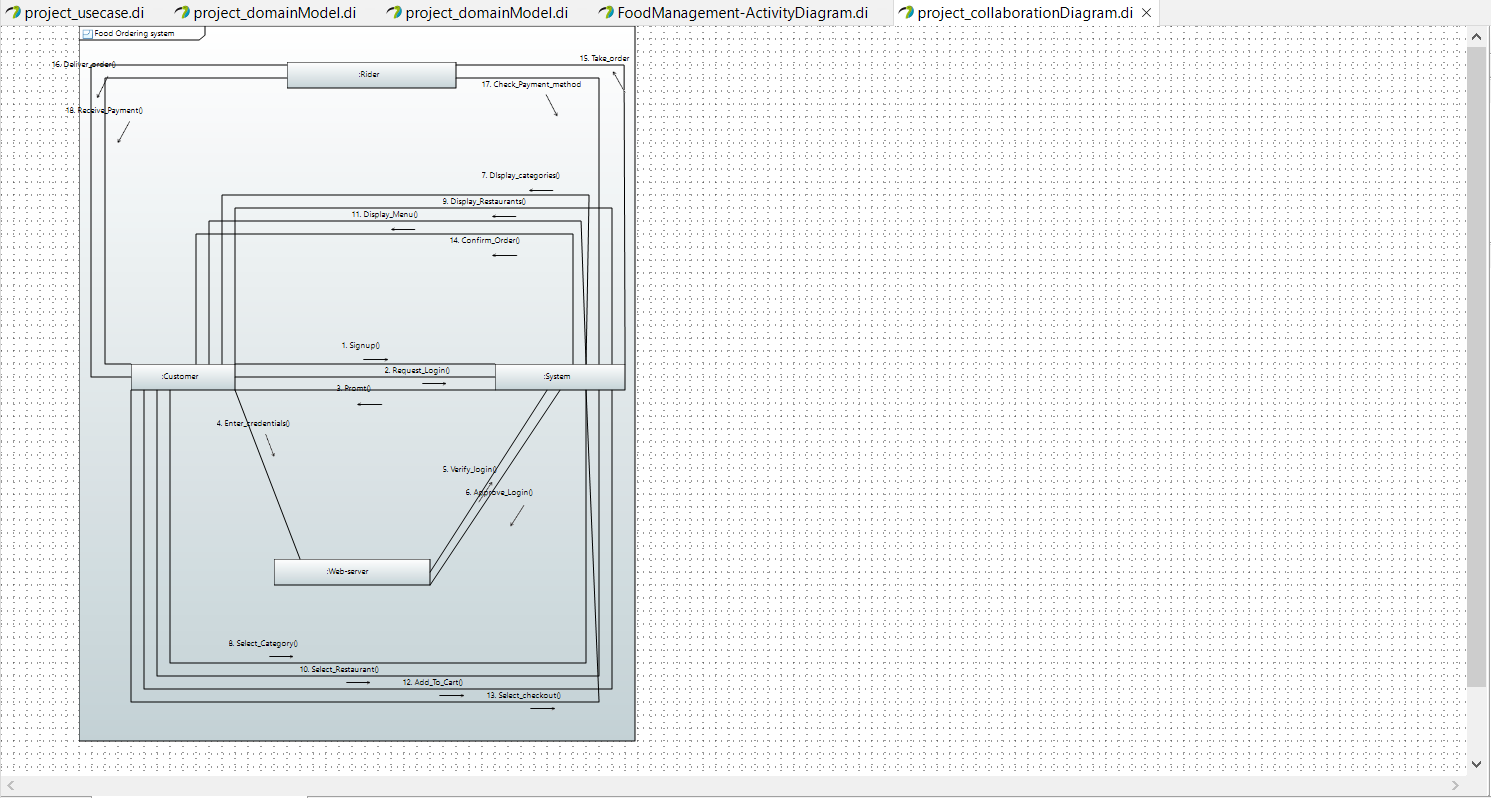 project_usecase.di
project_domainModel.di
project_domainModel.di
FoodManagement-ActivityDiagram.di
project_collaborationDiagram.di
Food Ordering system
15. Take_order
16. Deliver_order()
:Rider
17. Check_Payment_method
18. Receive_Payment()
7. Display_categories()
9. Display_Restaurants()
11. Display_Menu()
14. Confirm_Order()
1. Signup()
2. Request_Login()
:Customer
:System
3. Promt()
4. Enter_credentials()
5. Verify_login()
6. Approve_Login()
:Web-server
8. Select_Category()
10. Select_Restaurant()
12. Add_To_Cart()
13. Select_checkout()